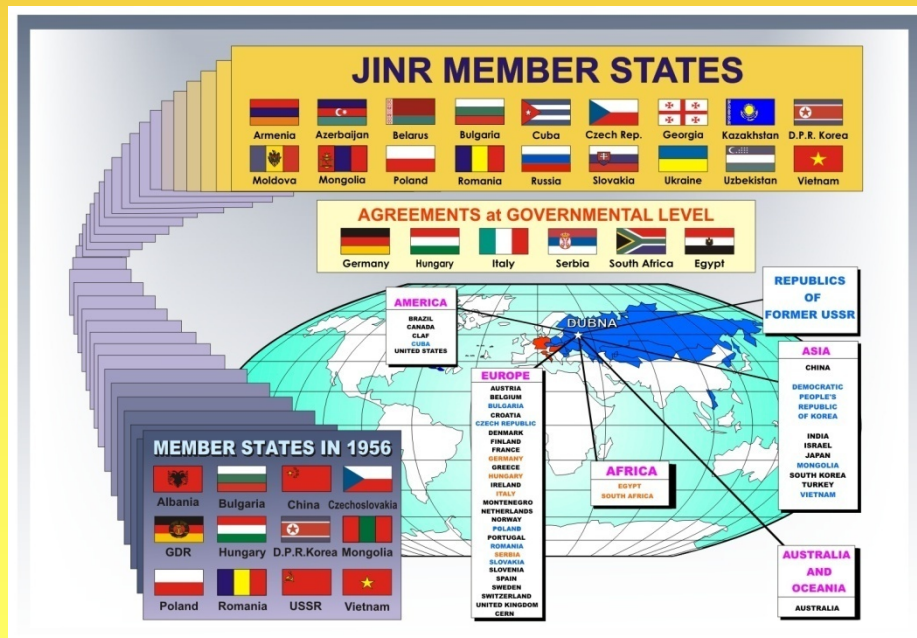 JINR MEMBER STATES
Armenia Azerbaijan Belarus Bulgaria Cuba Czech Rep. Georgia Kazakhstan D.P.R. Korea
Moldova Mongolia Poland Romania Russia Slovakia Ukraine Uzbekistan Vietnam
AGREEMENTS at GOVERNMENTAL LEVEL
Germany Hungary Italy Serbia South Africa Egypt
REPUBLICS
OF
FORMER USSR
AMERICA
BRAZIL
CANADA
CLAF
CUBA
UNITED STATES
DUBNA
ASIA
CHINA
DEMOCRATIC
PEOPLE'S
REPUBLIC
OF KOREA
INDIA
ISRAEL
JAPAN
MONGOLIA
SOUTH KOREA
TURKEY
VIETNAM
EUROPE
AUSTRIA
BELGIUM
BULGARIA
CROATIA
CZECH REPUBLIC
DENMARK
FINLAND
FRANCE
GERMANY
GREECE
HUNGARY
IRELAND
ITALY
MONTENEGRO
NETHERLANDS
NORWAY
POLAND
PORTUGAL
ROMANIA
SERBIA
SLOVAKIA
SLOVENIA
SPAIN
SWEDEN
SWITZERLAND
UNITED KINGDOM
CERN
AFRICA
EGYPT
SOUTH AFRICA
AUSTRALIA
AND
OCEANIA
AUSTRALIA
MEMBER STATES IN 1956
Albania Bulgaria China Czechoslovakia
GDR Hungary D.P.R.Korea Mongolia
Poland Romania USSR Vietnam